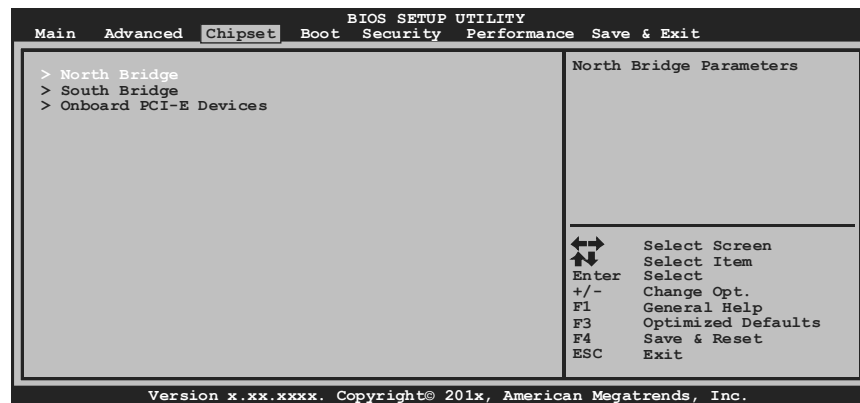 BIOS SETUP UTILITY
Main Advanced Chipset Boot Security Performance Save & Exit
> North Bridge
> South Bridge
> Onboard PCI-E Devices
North Bridge Parameters
Select Screen
Select Item
Enter Select
+/- Change Opt.
F1 General Help
F3 Optimized Defaults
F4 Save & Reset
ESC Exit
Version x.xx.xxxx. Copyright© 201x, American Megatrends, Inc.